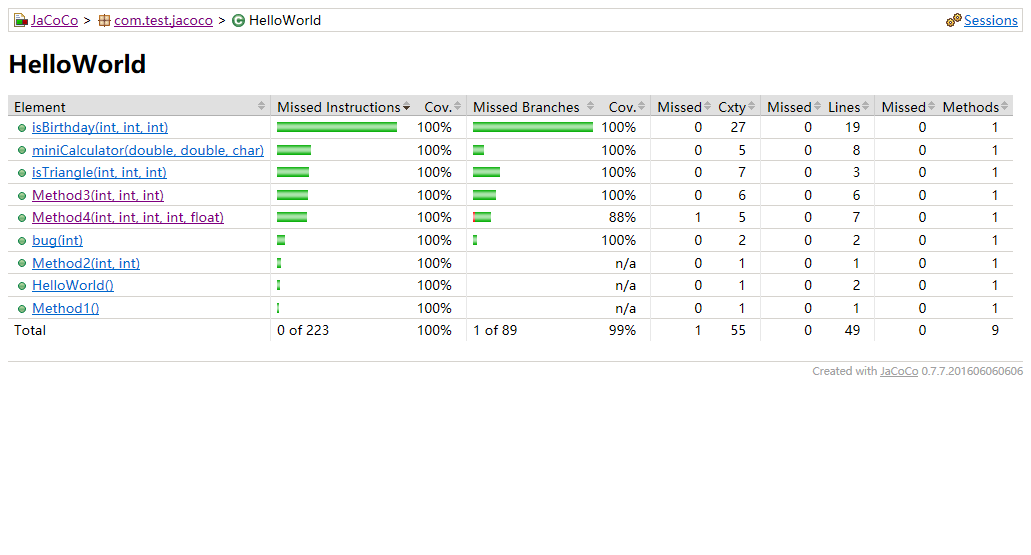 JaCoCo > com.test.jacoco > HelloWorld Sessions
HelloWorld
Element Missed Instructions Cov. Missed Branches Cov. Missed Cxty Missed Lines Missed Methods
isBirthday(int, int, int) 100% 100% 0 27 0 19 0 1
miniCalculator(double, double, char) 100% 100% 0 5 0 8 0 1
isTriangle(int, int, int) 100% 100% 0 7 0 3 0 1
Method3(int, int, int) 100% 100% 0 6 0 6 0 1
Method4(int, int, int, int, float) 100% 88% 1 5 0 7 0 1
bug(int) 100% 100% 0 2 0 2 0 1
Method2(int, int) 100% n/a 0 1 0 1 0 1
HelloWorld() 100% n/a 0 1 0 2 0 1
Method1() 100% n/a 0 1 0 1 0 1
Total 0 of 223 100% 1 of 89 99% 1 55 0 49 0 9
Created with JaCoCo 0.7.7.201606060606